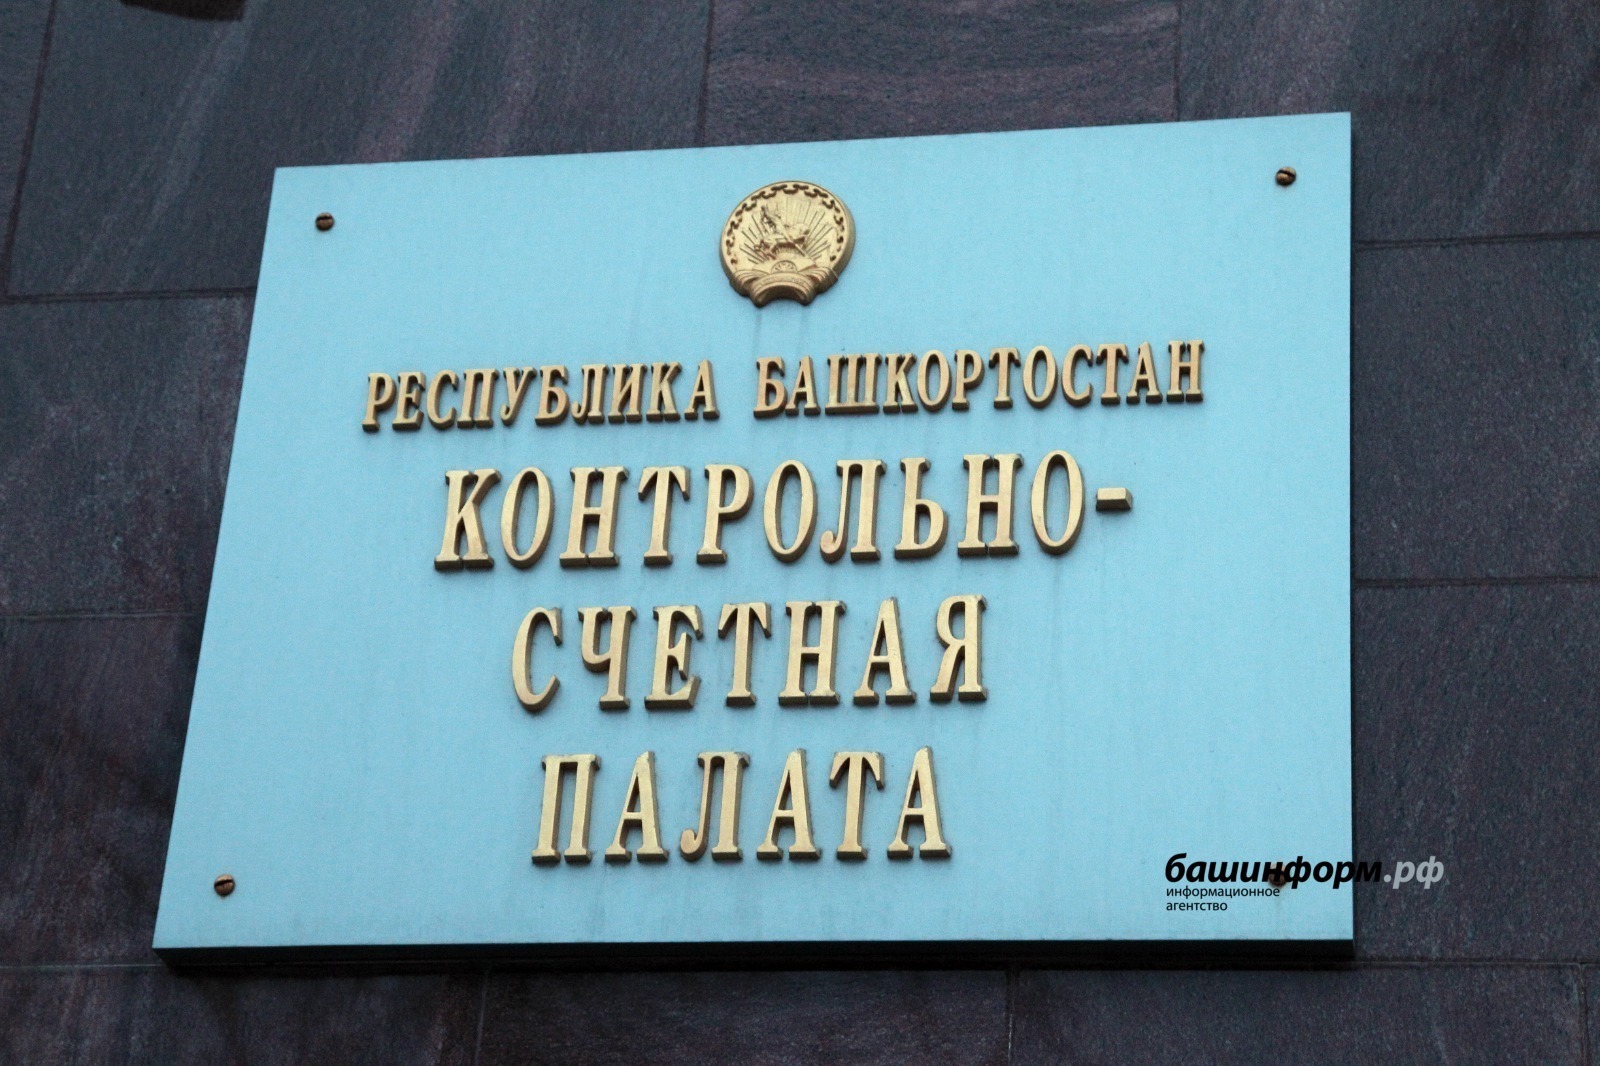 РЕСПУБЛИКА БАШКОРТОСТАН
КОНТРОЛЬНО-
СЧЕТНАЯ
ПАЛАТА
башинформ.рф
информационное
агентство